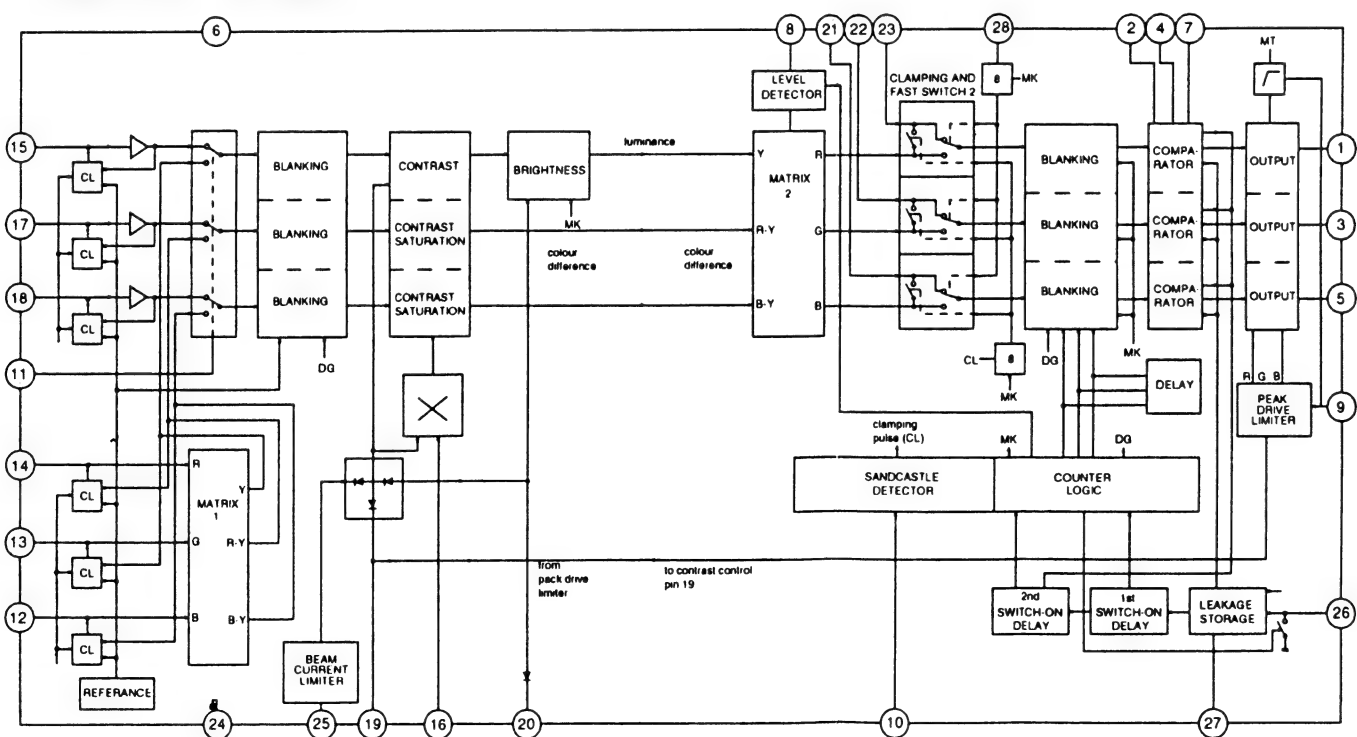 6
8
21
22
23
28
2
4
7
MT
LEVEL
DETECTOR
CLAMPING AND
FAST SWITCH 2
8
MK
15
CL
BLANKING
CONTRAST
BRIGHTNESS
luminance
Y
R
MATRIX
2
BLANKING
COMPA-
RATOR
OUTPUT
1
17
CL
BLANKING
CONTRAST
SATURATION
MK
colour
difference
colour
difference
R-Y
G
BLANKING
COMPA-
RATOR
OUTPUT
3
18
CL
BLANKING
CONTRAST
SATURATION
B-Y
B
BLANKING
COMPA-
RATOR
OUTPUT
5
11
DG
CL
8
MK
DG
MK
DELAY
R G B
PEAK
DRIVE
LIMITER
9
clamping
pulse (CL)
MK
DG
14
CL
R
Y
MATRIX
1
SANDCASTLE
DETECTOR
COUNTER
LOGIC
13
CL
G
R-Y
from
pack drive
limiter
to contrast control
pin 19
12
CL
B
B-Y
2nd
SWITCH-ON
DELAY
1st
SWITCH-ON
DELAY
LEAKAGE
STORAGE
26
BEAM
CURRENT
LIMITER
REFERANCE
24
25
19
16
20
10
27